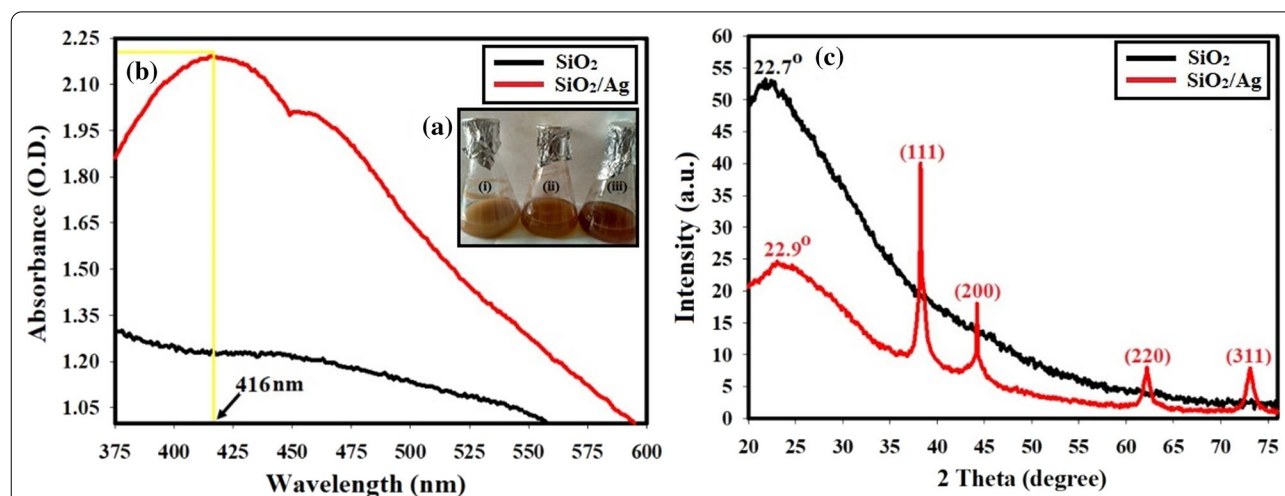 (b)
SiO₂
SiO₂/Ag
(a)
(i)
(ii)
(iii)
416 nm
2.25
2.10
1.95
1.80
1.65
1.50
1.35
1.20
1.05
Absorbance (O.D.)
375 400 425 450 475 500 525 550 575 600
Wavelength (nm)
(c)
SiO₂
SiO₂/Ag
22.7°
22.9°
(111)
(200)
(220)
(311)
60
55
50
45
40
35
30
25
20
15
10
5
0
Intensity (a.u.)
20 25 30 35 40 45 50 55 60 65 70 75
2 Theta (degree)